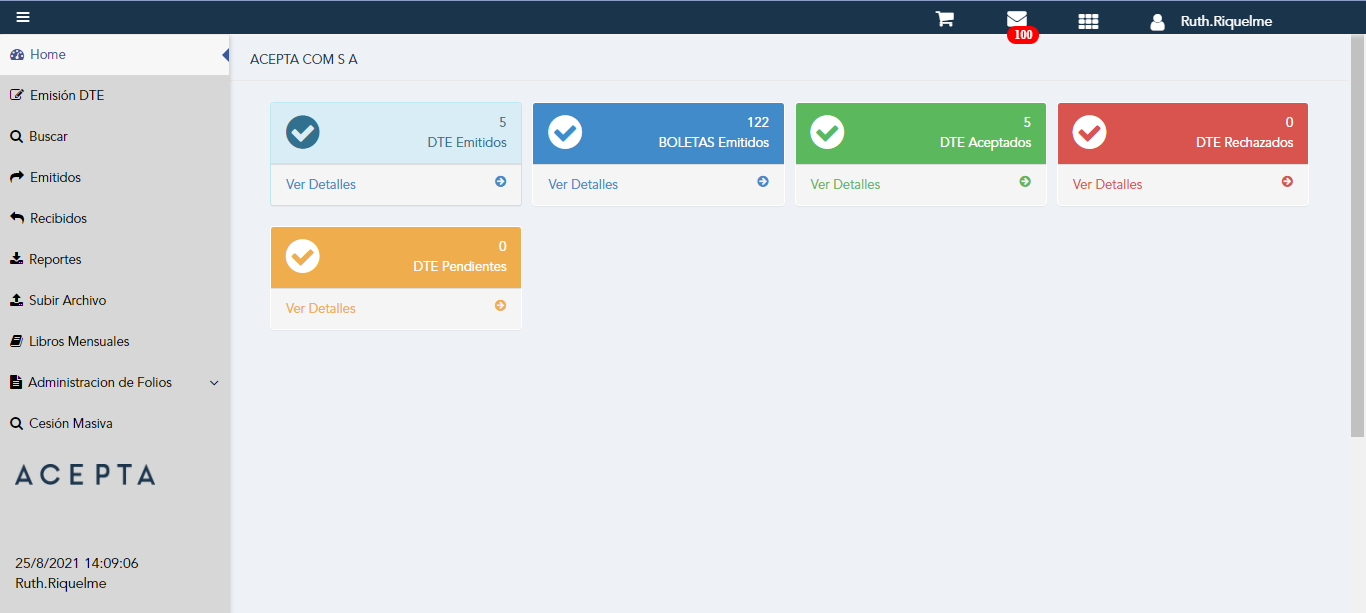 100
Ruth.Riquelme
Home
Emisión DTE
Buscar
Emitidos
Recibidos
Reportes
Subir Archivo
Libros Mensuales
Administracion de Folios
Cesión Masiva
ACEPTA
25/8/2021 14:09:06
Ruth.Riquelme
ACEPTA COM S A
5
DTE Emitidos
Ver Detalles
122
BOLETAS Emitidos
Ver Detalles
5
DTE Aceptados
Ver Detalles
0
DTE Rechazados
Ver Detalles
0
DTE Pendientes
Ver Detalles